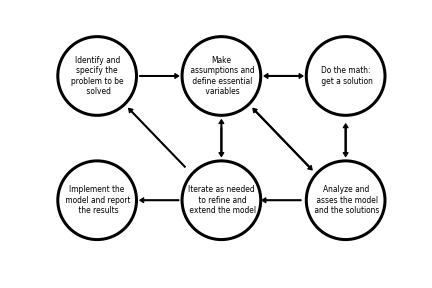 Identify and
specify the
problem to be
solved
Make
assumptions and
define essential
variables
Do the math:
get a solution
Implement the
model and report
the results
Iterate as needed
to refine and
extend the model
Analyze and
asses the model
and the solutions